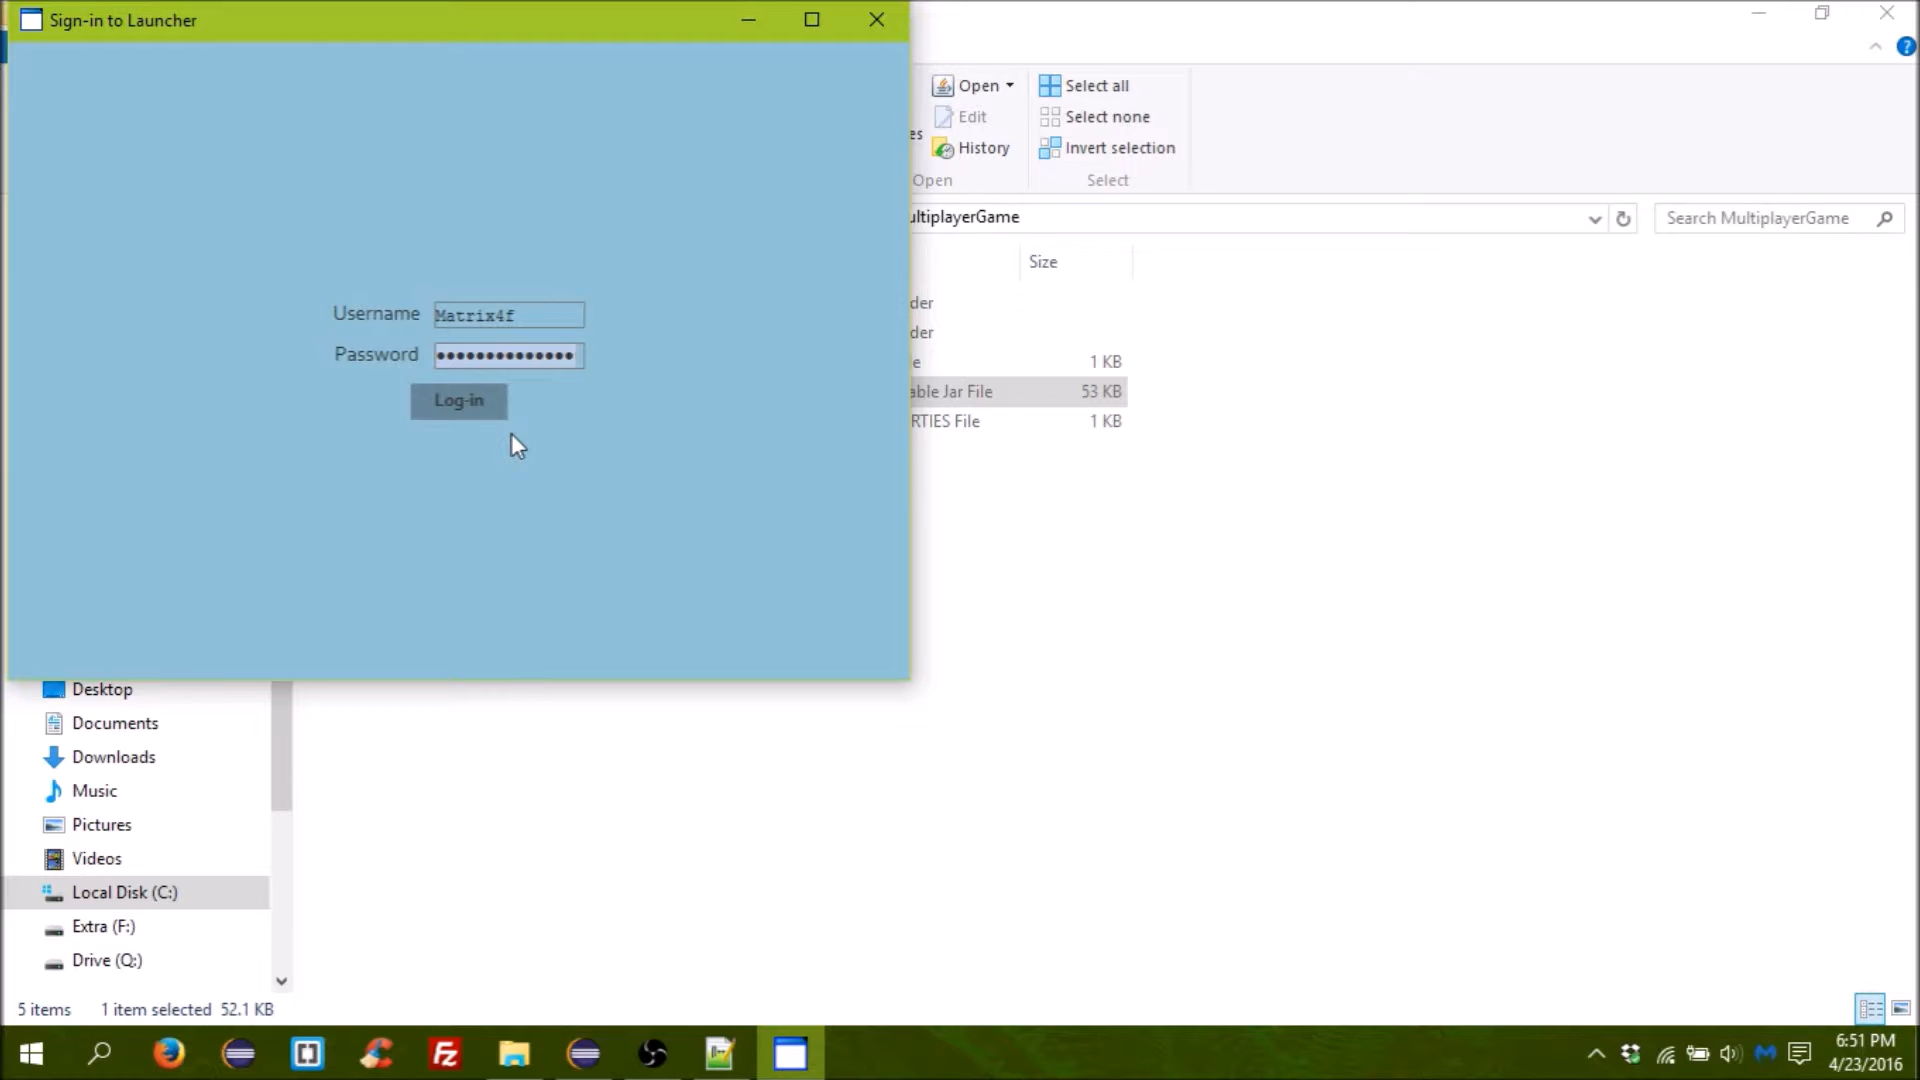 Sign-in to Launcher
Open
Select all
Edit
Select none
es
History
Invert selection
Open
Select
ultiplayerGame
Search MultiplayerGame
Size
Username
Matrix4f
der
Password
••••••••••••••
der
e
1 KB
Log-in
able Jar File
53 KB
RTIES File
1 KB
Desktop
Documents
Downloads
Music
Pictures
Videos
Local Disk (C:)
Extra (F:)
Drive (Q:)
5 items
1 item selected 52.1 KB
Fz
6:51 PM
4/23/2016